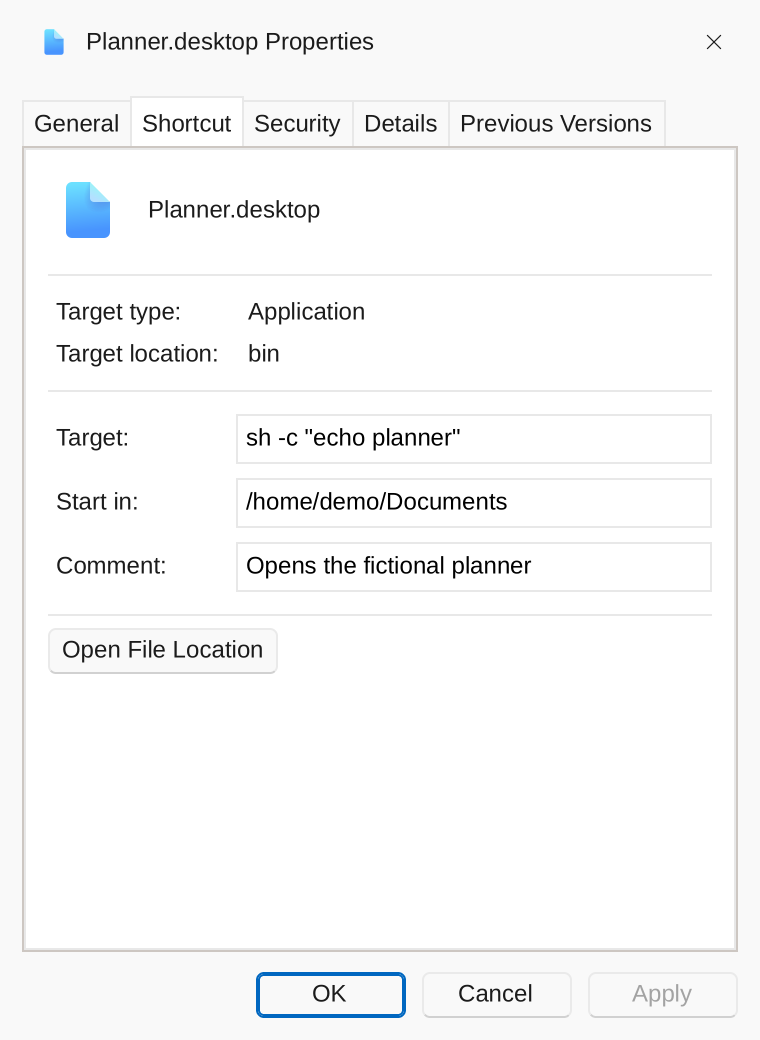 Planner.desktop Properties
General Shortcut Security Details Previous Versions
Planner.desktop
Target type: Application
Target location: bin
Target: sh -c "echo planner"
Start in: /home/demo/Documents
Comment: Opens the fictional planner
Open File Location
OK Cancel Apply